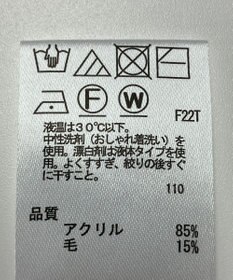 F W
F22T
液温は30℃以下。
中性洗剤（おしゃれ着洗い）を
使用。漂白剤は液体タイプを使
用。よくすすぎ、絞りの後すぐ
に干すこと。
110
品質
アクリル 85%
毛 15%